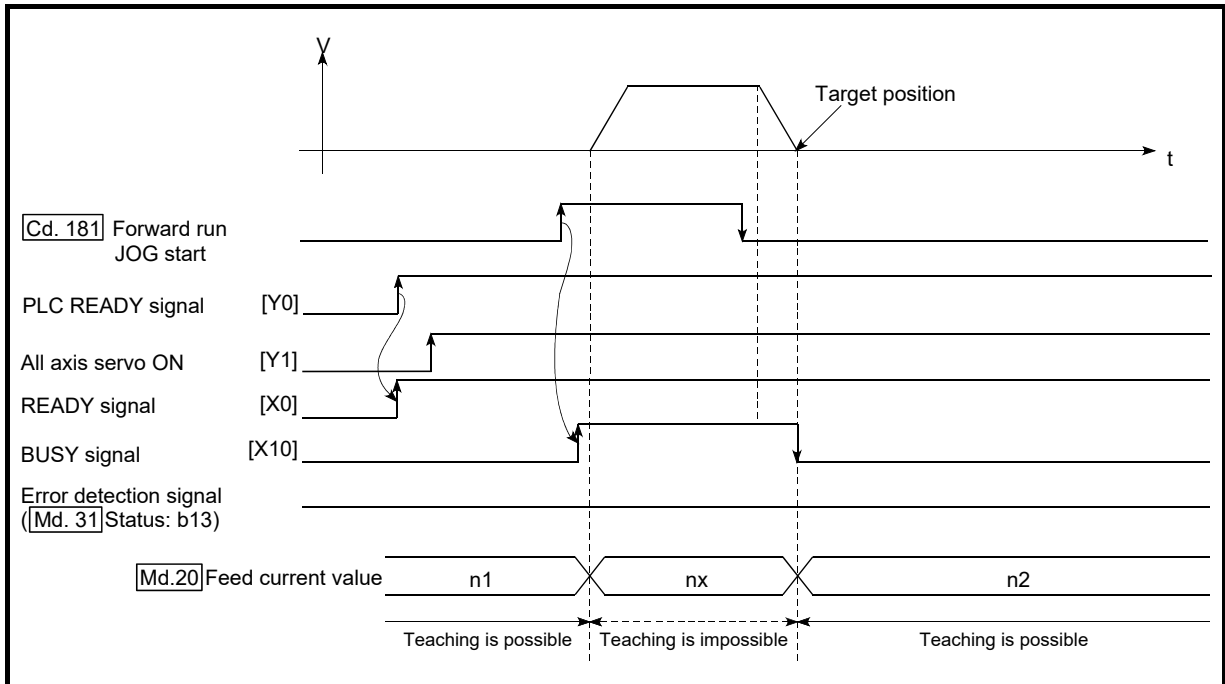 V
Target position
t
Cd. 181 Forward run
JOG start
PLC READY signal [Y0]
All axis servo ON [Y1]
READY signal [X0]
BUSY signal [X10]
Error detection signal
(Md. 31 Status: b13)
Md.20 Feed current value n1 nx n2
Teaching is possible Teaching is impossible Teaching is possible